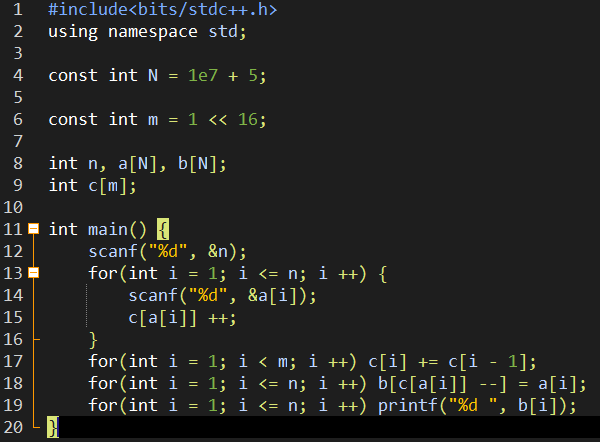 1 #include<bits/stdc++.h>
2 using namespace std;
3
4 const int N = 1e7 + 5;
5
6 const int m = 1 << 16;
7
8 int n, a[N], b[N];
9 int c[m];
10
11 int main() {
12     scanf("%d", &n);
13     for(int i = 1; i <= n; i ++) {
14         scanf("%d", &a[i]);
15         c[a[i]] ++;
16     }
17     for(int i = 1; i < m; i ++) c[i] += c[i - 1];
18     for(int i = 1; i <= n; i ++) b[c[a[i]] --] = a[i];
19     for(int i = 1; i <= n; i ++) printf("%d ", b[i]);
20 }